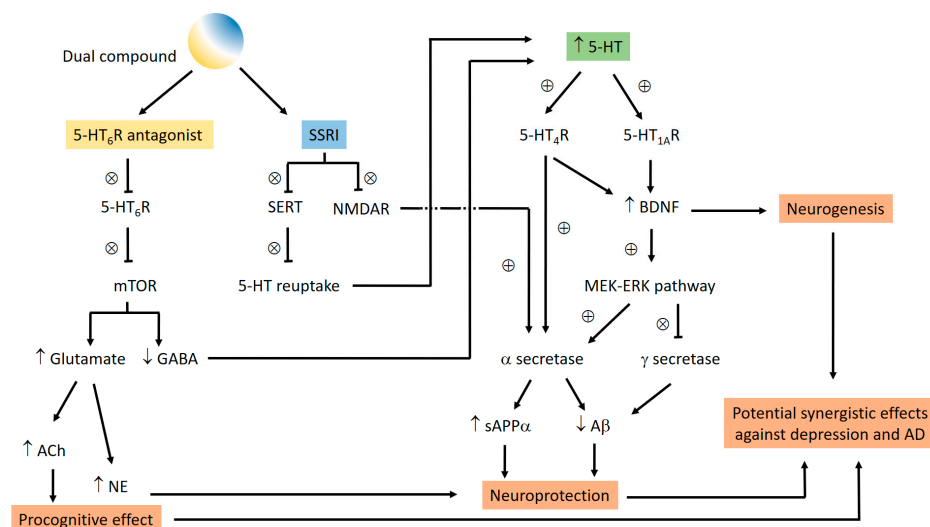 Dual compound
↑ 5-HT
5-HT₆R antagonist
SSRI
5-HT₄R
5-HT₁ₐR
⊕
⊕
⊗
⊗
⊗
5-HT₆R
SERT
NMDAR
↑ BDNF
Neurogenesis
⊗
⊗
⊕
⊕
⊕
mTOR
5-HT reuptake
MEK-ERK pathway
⊕
⊗
↑ Glutamate
↓ GABA
α secretase
γ secretase
↑ sAPPα
↓ Aβ
Potential synergistic effects
against depression and AD
↑ ACh
↑ NE
Neuroprotection
Procognitive effect